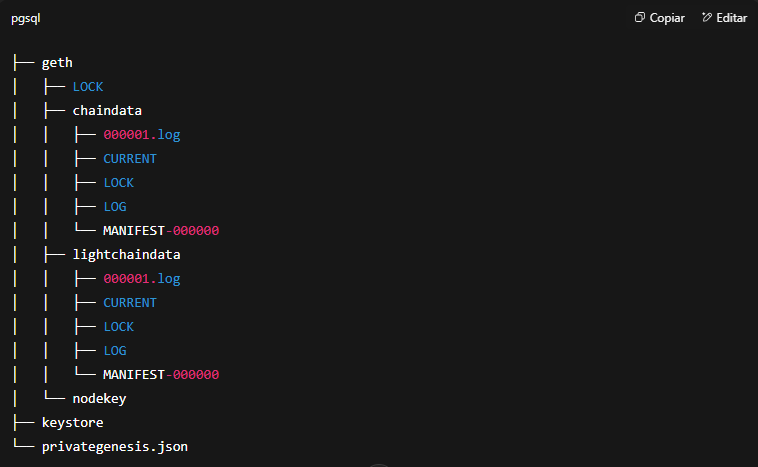 pgsql Copiar Editar
├── geth
│   ├── LOCK
│   ├── chaindata
│   │   ├── 000001.log
│   │   ├── CURRENT
│   │   ├── LOCK
│   │   ├── LOG
│   │   └── MANIFEST-000000
│   ├── lightchaindata
│   │   ├── 000001.log
│   │   ├── CURRENT
│   │   ├── LOCK
│   │   ├── LOG
│   │   └── MANIFEST-000000
│   └── nodekey
├── keystore
└── privategenesis.json